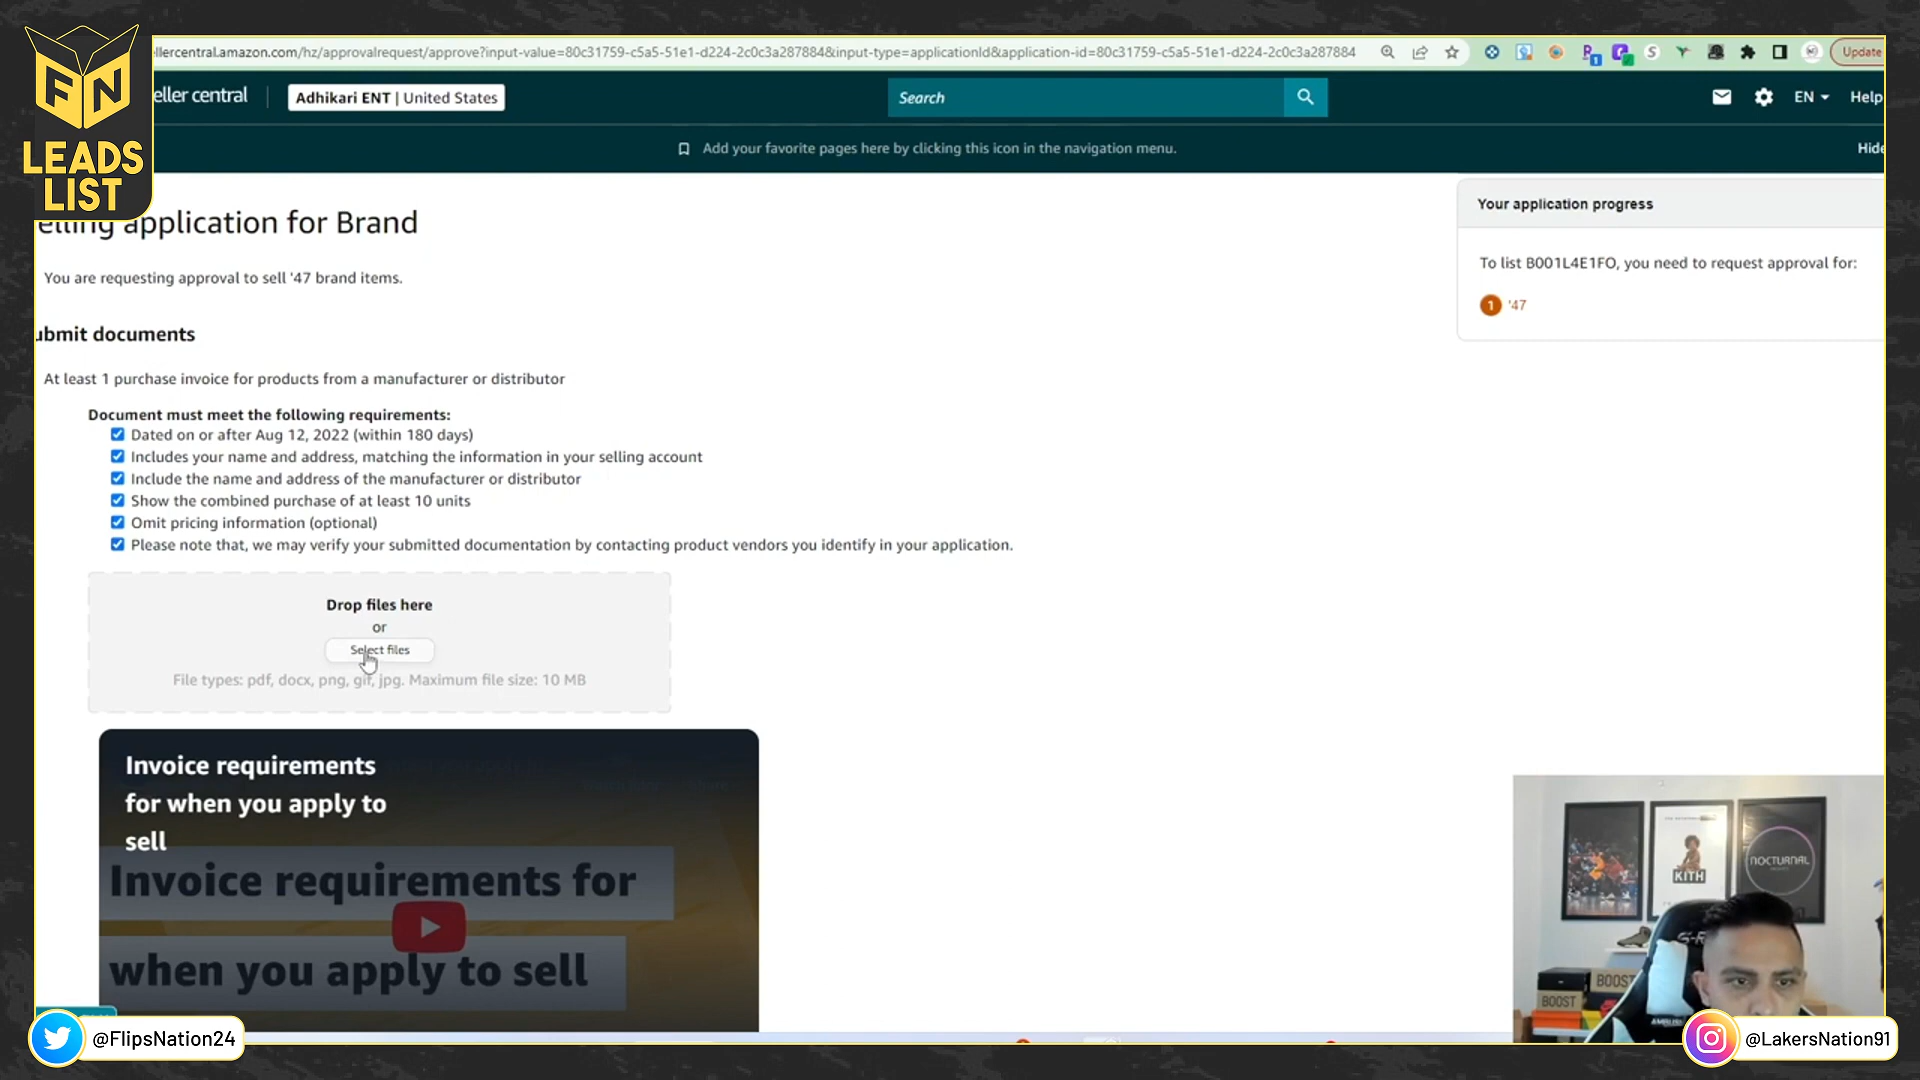 FN
LEADS
LIST
ellercentral.amazon.com/hz/approvalrequest/approve?input-value=80c31759-c5a5-51e1-d224-2c0c3a287884&input-type=applicationId&application-id=80c31759-c5a5-51e1-d224-2c0c3a287884
Update
eller central
Adhikari ENT | United States
Search
EN
Help
Add your favorite pages here by clicking this icon in the navigation menu.
Hide
elling application for Brand
You are requesting approval to sell '47 brand items.
ubmit documents
At least 1 purchase invoice for products from a manufacturer or distributor
Document must meet the following requirements:
Dated on or after Aug 12, 2022 (within 180 days)
Includes your name and address, matching the information in your selling account
Include the name and address of the manufacturer or distributor
Show the combined purchase of at least 10 units
Omit pricing information (optional)
Please note that, we may verify your submitted documentation by contacting product vendors you identify in your application.
Drop files here
or
Select files
File types: pdf, docx, png, gif, jpg. Maximum file size: 10 MB
Your application progress
To list B001L4E1FO, you need to request approval for:
1 '47
Invoice requirements
for when you apply to
sell
Invoice requirements for
when you apply to sell
KITH
NOCTURNAL
BOOST
BOOST
@FlipsNation24
@LakersNation91